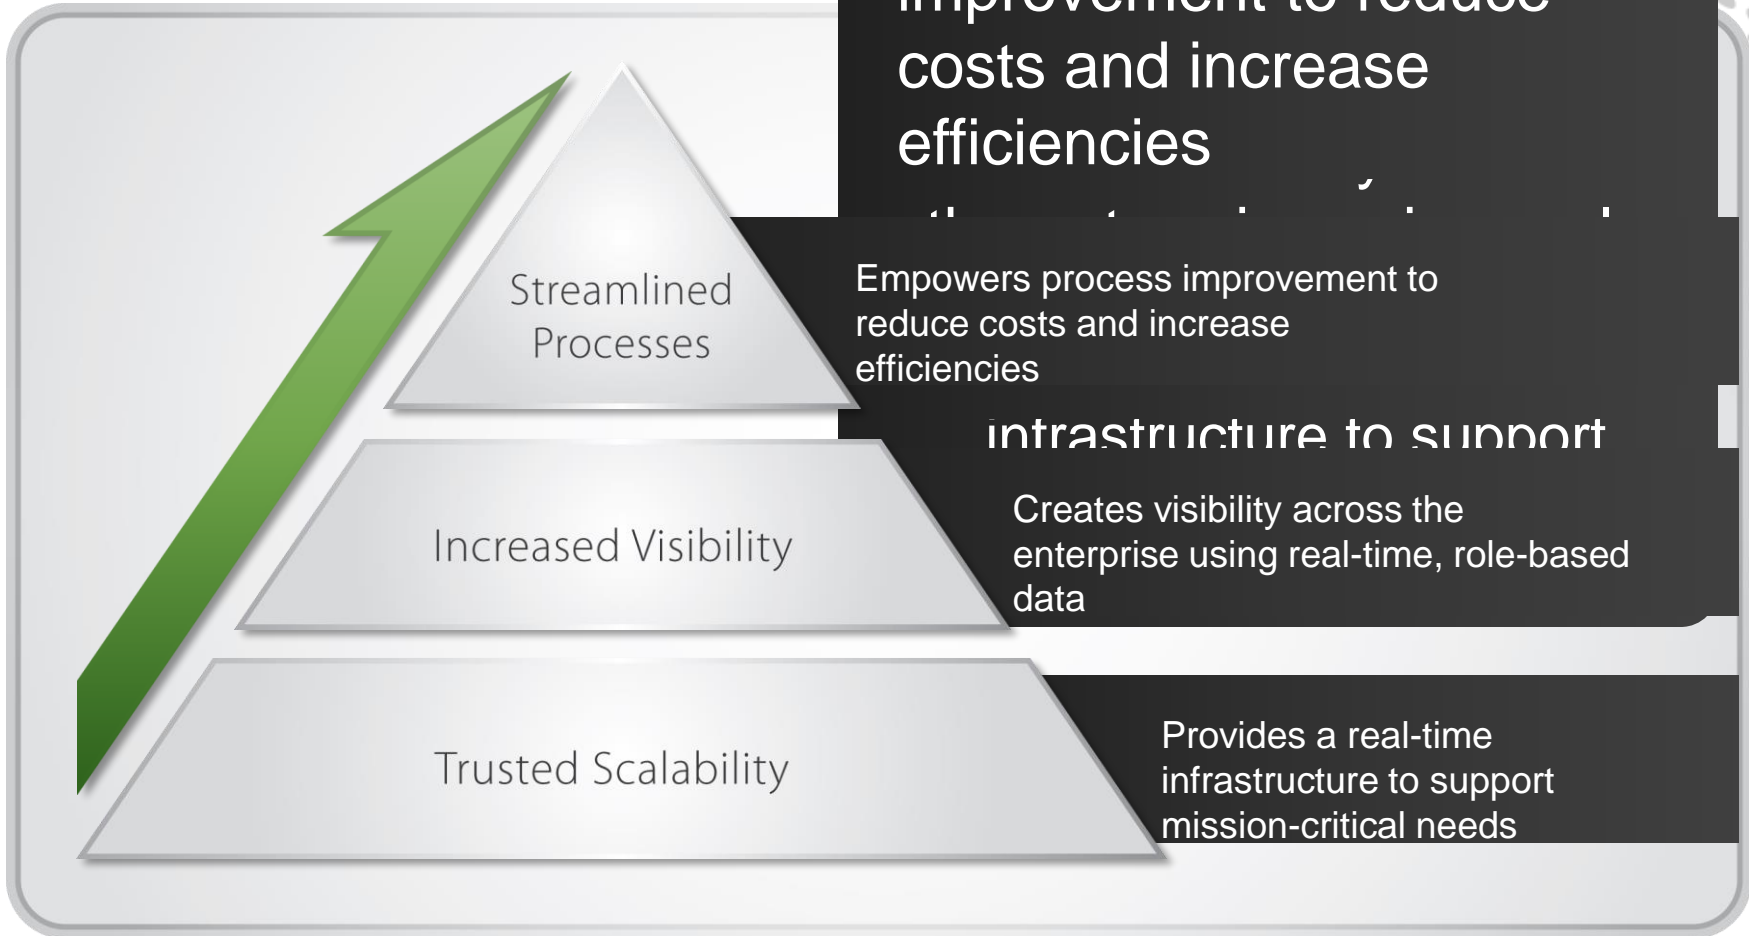 improvement to reduce
costs and increase
efficiencies
Streamlined
Processes
Empowers process improvement to
reduce costs and increase
efficiencies
infrastructure to support
Increased Visibility
Creates visibility across the
enterprise using real-time, role-based
data
Trusted Scalability
Provides a real-time
infrastructure to support
mission-critical needs